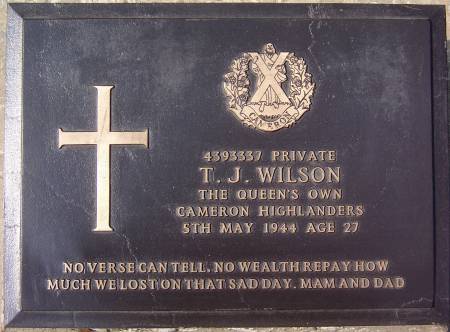 CAMERON
4393337 PRIVATE
T. J. WILSON
THE QUEEN'S OWN
CAMERON HIGHLANDERS
5TH MAY 1944 AGE 27
NO VERSE CAN TELL. NO WEALTH REPAY HOW
MUCH WE LOST ON THAT SAD DAY. MAM AND DAD